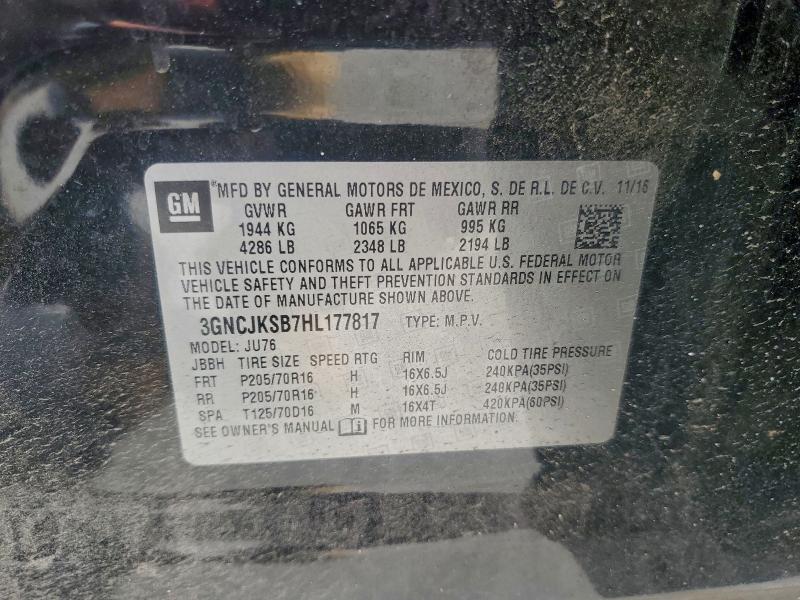 GM MFD BY GENERAL MOTORS DE MEXICO, S. DE R.L. DE C.V. 11/16
GVWR GAWR FRT GAWR RR
1944 KG 1065 KG 995 KG
4286 LB 2348 LB 2194 LB
THIS VEHICLE CONFORMS TO ALL APPLICABLE U.S. FEDERAL MOTOR
VEHICLE SAFETY AND THEFT PREVENTION STANDARDS IN EFFECT ON
THE DATE OF MANUFACTURE SHOWN ABOVE.
3GNCJKSB7HL177817 TYPE: M.P.V.
MODEL: JU76
JBBH TIRE SIZE SPEED RTG RIM COLD TIRE PRESSURE
FRT P205/70R16 H 16X6.5J 240KPA(35PSI)
RR P205/70R16 H 16X6.5J 240KPA(35PSI)
SPA T125/70D16 M 16X4T 420KPA(60PSI)
SEE OWNER'S MANUAL FOR MORE INFORMATION.